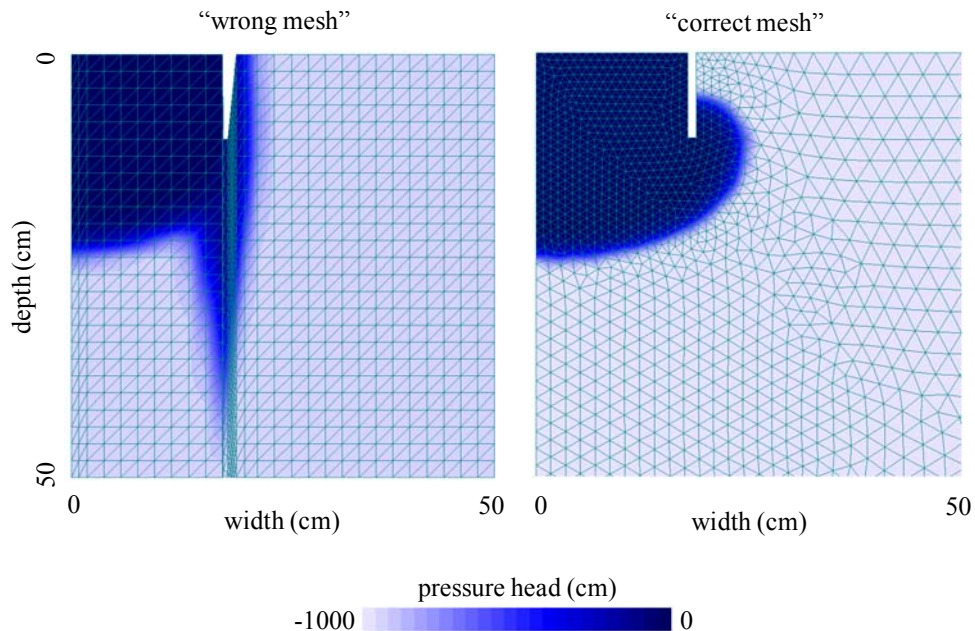 “wrong mesh”
“correct mesh”
0
depth (cm)
50
0
width (cm)
50
0
width (cm)
50
pressure head (cm)
-1000
0